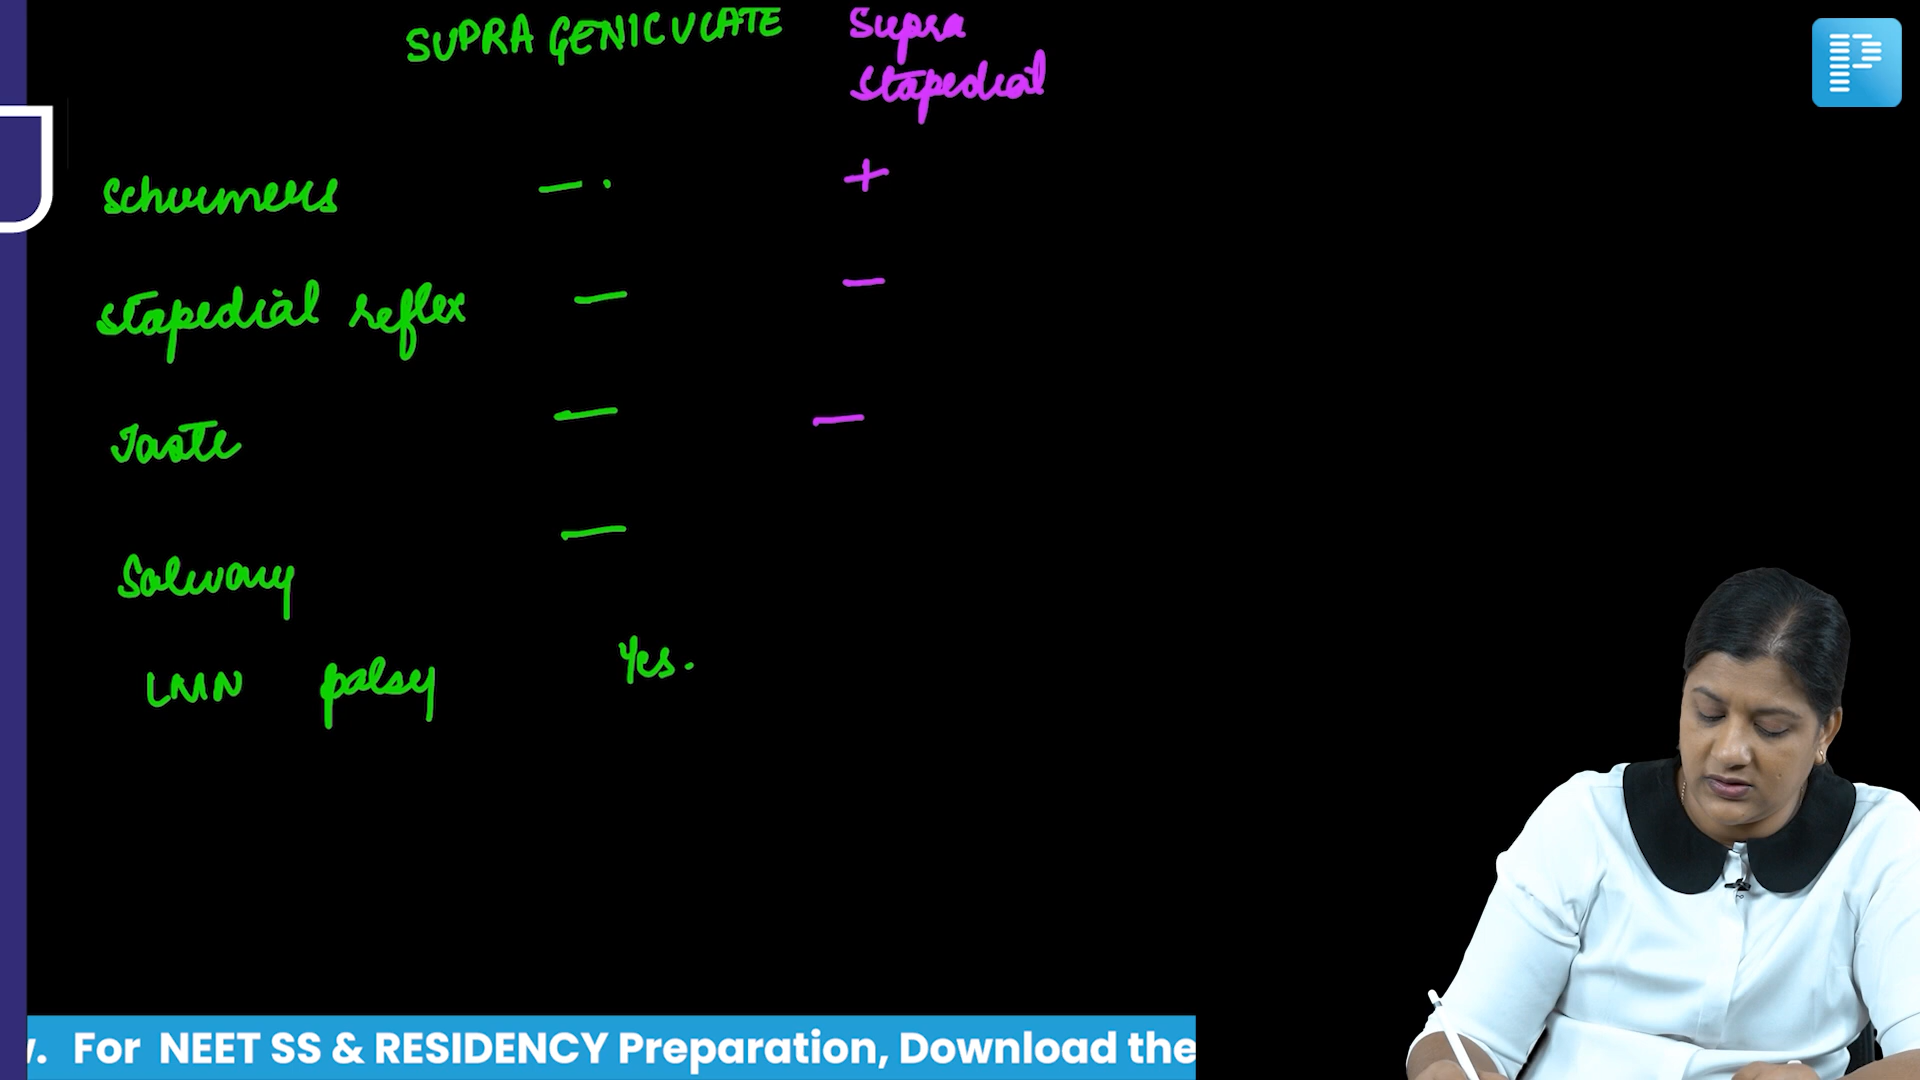 SUPRA GENICULATE
Supra
Stapedial
Schirmers — . +
Stapedial reflex — —
Taste — —
Salivary —
LMN palsy Yes.
For NEET SS & RESIDENCY Preparation, Download the